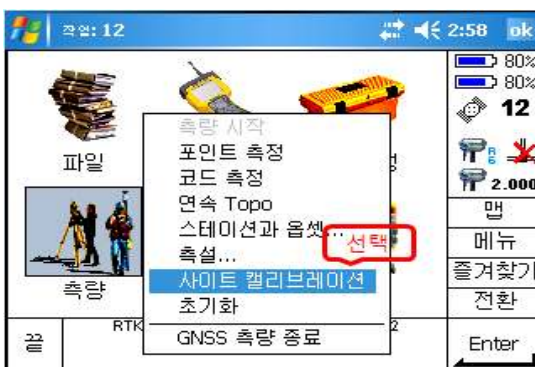 작업: 12
2:58 ok
80%
80%
12
파일
측량 시작
포인트 측정
코드 측정
연속 Topo
스테이션과 옵셋...
선택
측설...
사이트 캘리브레이션
초기화
GNSS 측량 종료
측량
R
6
2.000
맵
메뉴
즐겨찾기
전환
끝
RTK
Enter